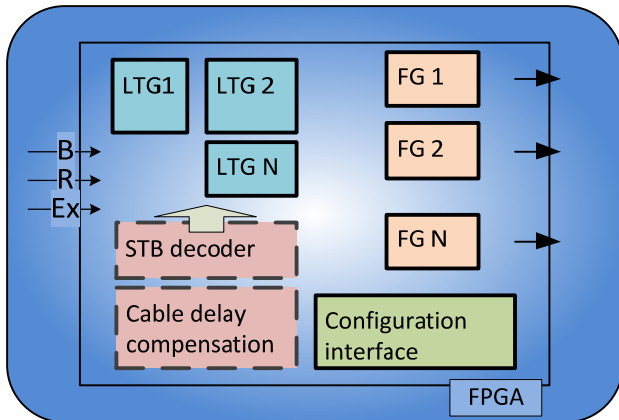 LTG1
LTG 2
LTG N
FG 1
FG 2
FG N
B
R
Ex
STB decoder
Cable delay
compensation
Configuration
interface
FPGA